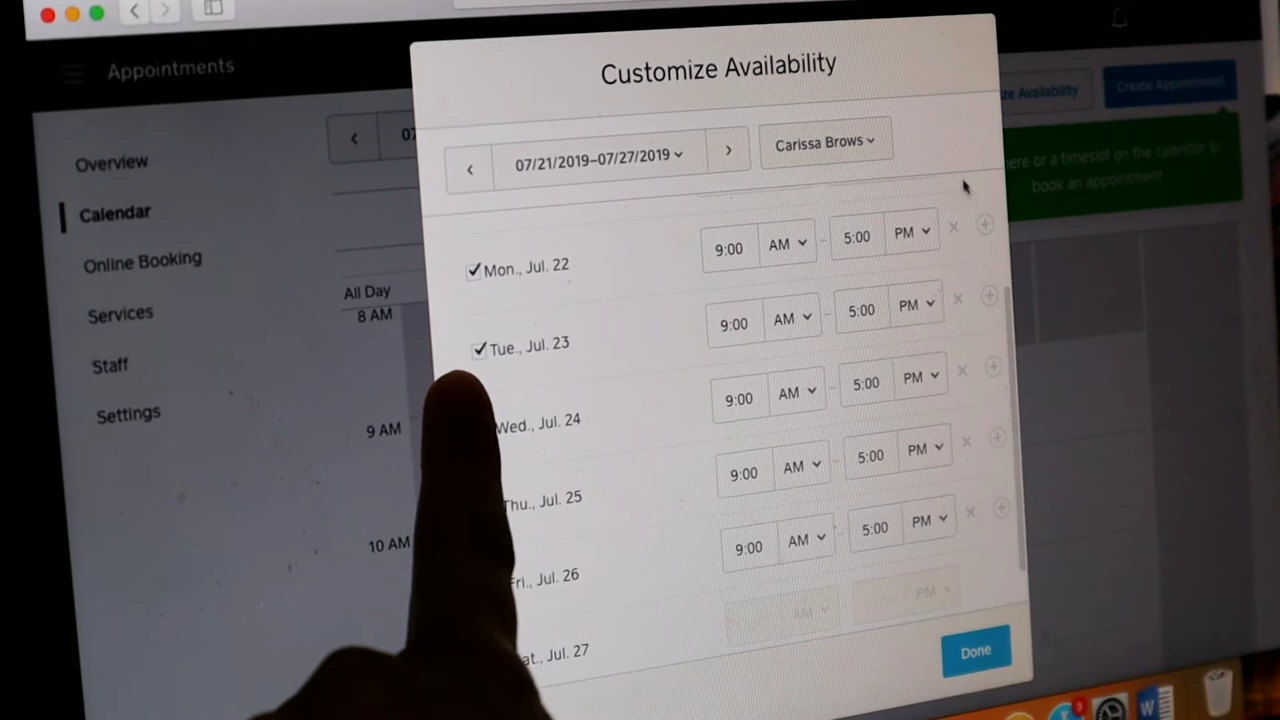 Appointments
Customize Availability
07/21/2019–07/27/2019
Carissa Brows
Availability
Create Appointment
07
or a timeslot on the calendar to
book an appointment
Overview
Calendar
Online Booking
Services
Staff
Settings
All Day
8 AM
9 AM
10 AM
Mon., Jul. 22 9:00 AM – 5:00 PM
Tue., Jul. 23 9:00 AM – 5:00 PM
Wed., Jul. 24 9:00 AM – 5:00 PM
Thu., Jul. 25 9:00 AM – 5:00 PM
Fri., Jul. 26 9:00 AM – 5:00 PM
at., Jul. 27 AM PM
Done
3
W